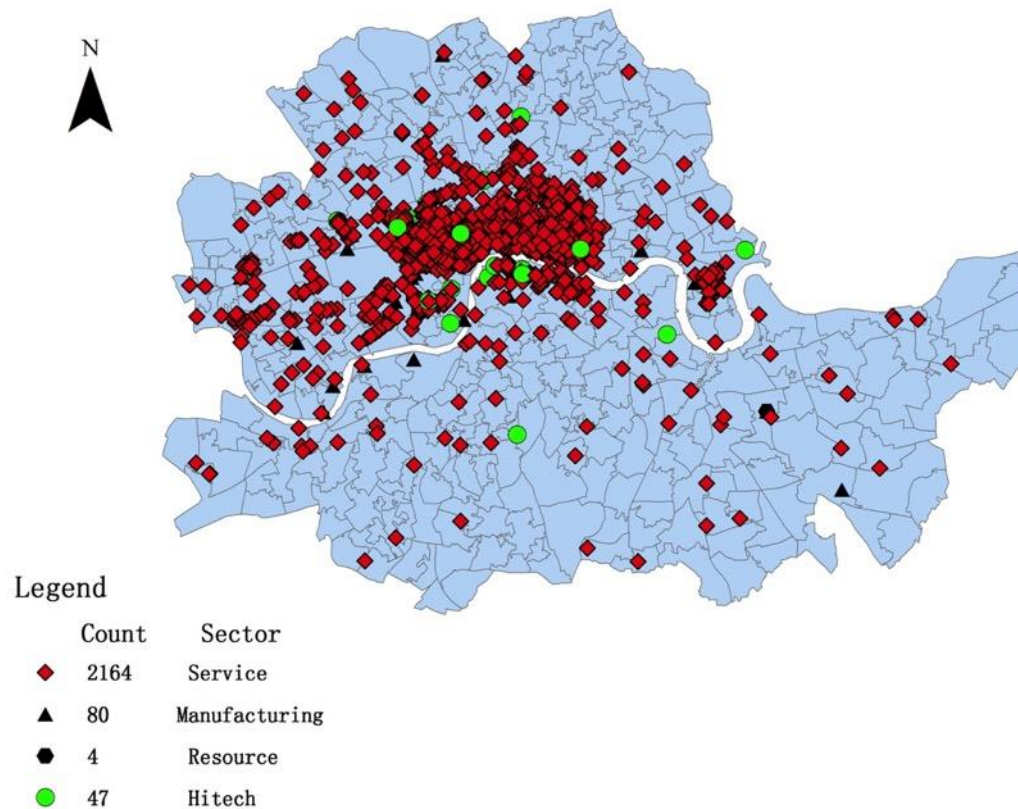 N
Legend
Count Sector
2164 Service
80 Manufacturing
4 Resource
47 Hitech